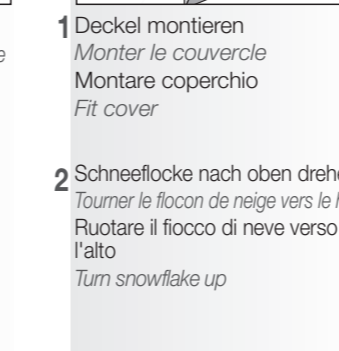 1 Deckel montieren
Monter le couvercle
Montare coperchio
Fit cover
2 Schneeflocke nach oben
Tourner le flocon de neige vers le
Ruotare il fiocco di neve verso
l'alto
Turn snowflake up